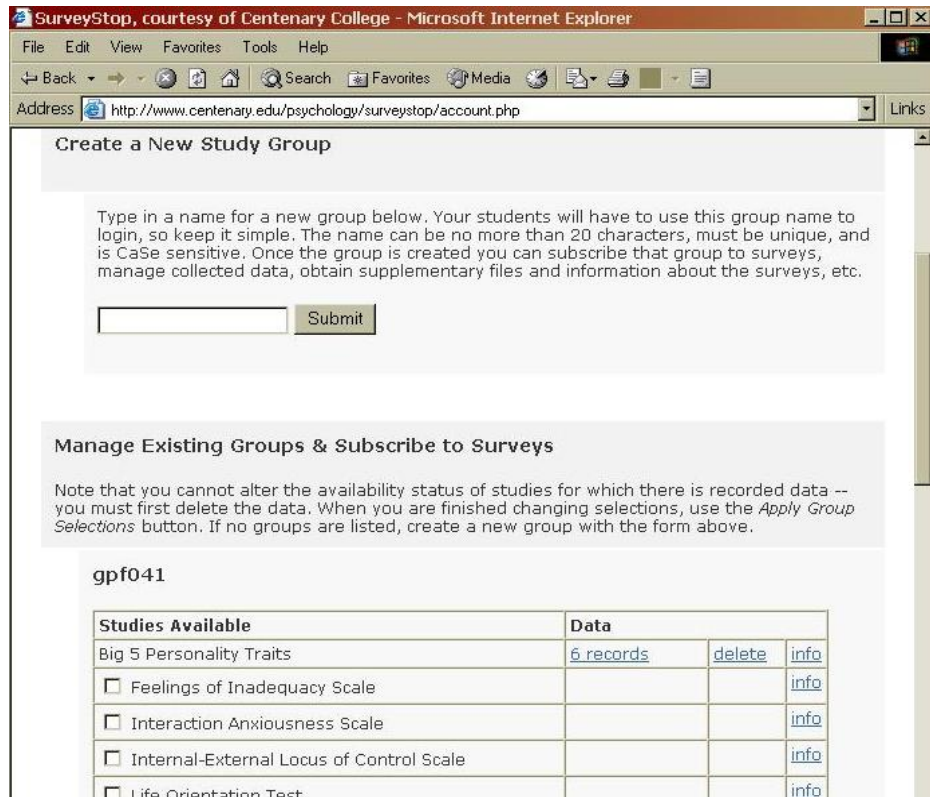 SurveyStop, courtesy of Centenary College - Microsoft Internet Explorer
File Edit View Favorites Tools Help
Back Search Favorites Media
Address http://www.centenary.edu/psychology/surveystop/account.php Links
Create a New Study Group
Type in a name for a new group below. Your students will have to use this group name to
login, so keep it simple. The name can be no more than 20 characters, must be unique, and
is CaSe sensitive. Once the group is created you can subscribe that group to surveys,
manage collected data, obtain supplementary files and information about the surveys, etc.
Submit
Manage Existing Groups & Subscribe to Surveys
Note that you cannot alter the availability status of studies for which there is recorded data --
you must first delete the data. When you are finished changing selections, use the Apply Group
Selections button. If no groups are listed, create a new group with the form above.
gpf041
Studies Available Data
Big 5 Personality Traits 6 records delete info
Feelings of Inadequacy Scale info
Interaction Anxiousness Scale info
Internal-External Locus of Control Scale info
Life Orientation Test info